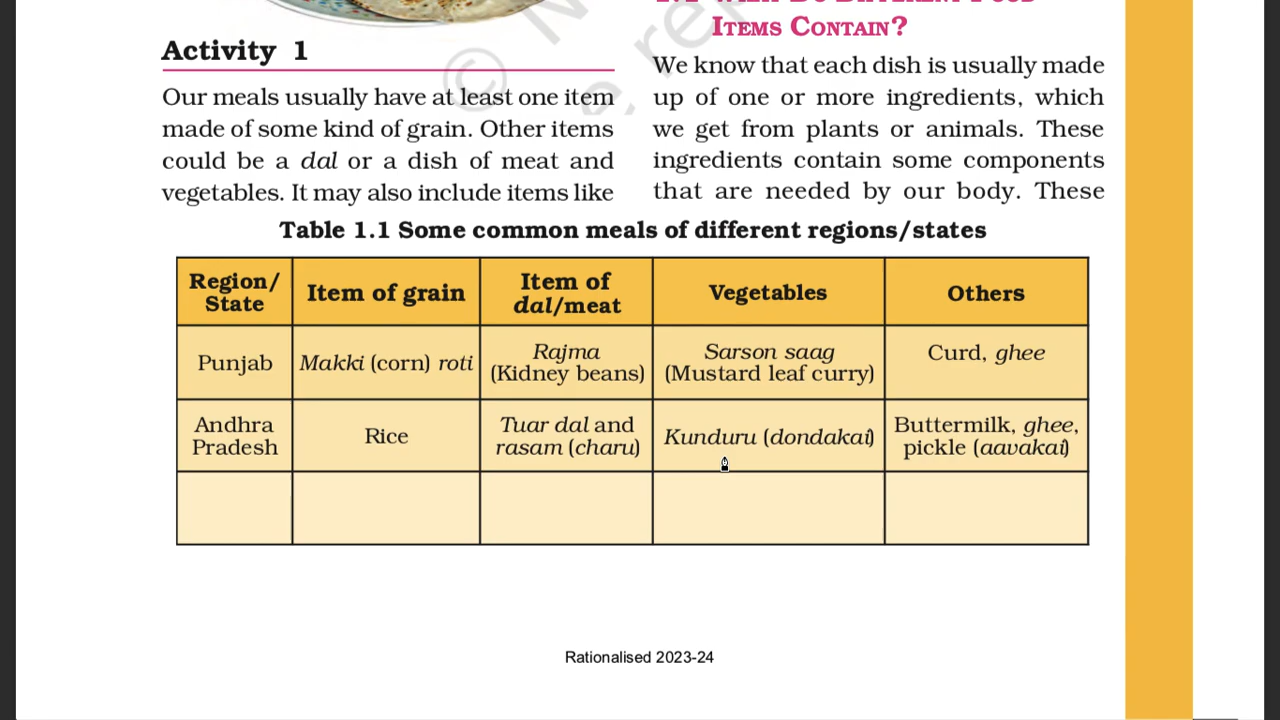 Items Contain?
Activity 1
Our meals usually have at least one item
made of some kind of grain. Other items
could be a dal or a dish of meat and
vegetables. It may also include items like
We know that each dish is usually made
up of one or more ingredients, which
we get from plants or animals. These
ingredients contain some components
that are needed by our body. These
Table 1.1 Some common meals of different regions/states
Region/
State
Item of grain
Item of
dal/meat
Vegetables
Others
Punjab
Makki (corn) roti
Rajma
(Kidney beans)
Sarson saag
(Mustard leaf curry)
Curd, ghee
Andhra
Pradesh
Rice
Tuar dal and
rasam (charu)
Kunduru (dondakai)
Buttermilk, ghee,
pickle (aavakai)
Rationalised 2023-24